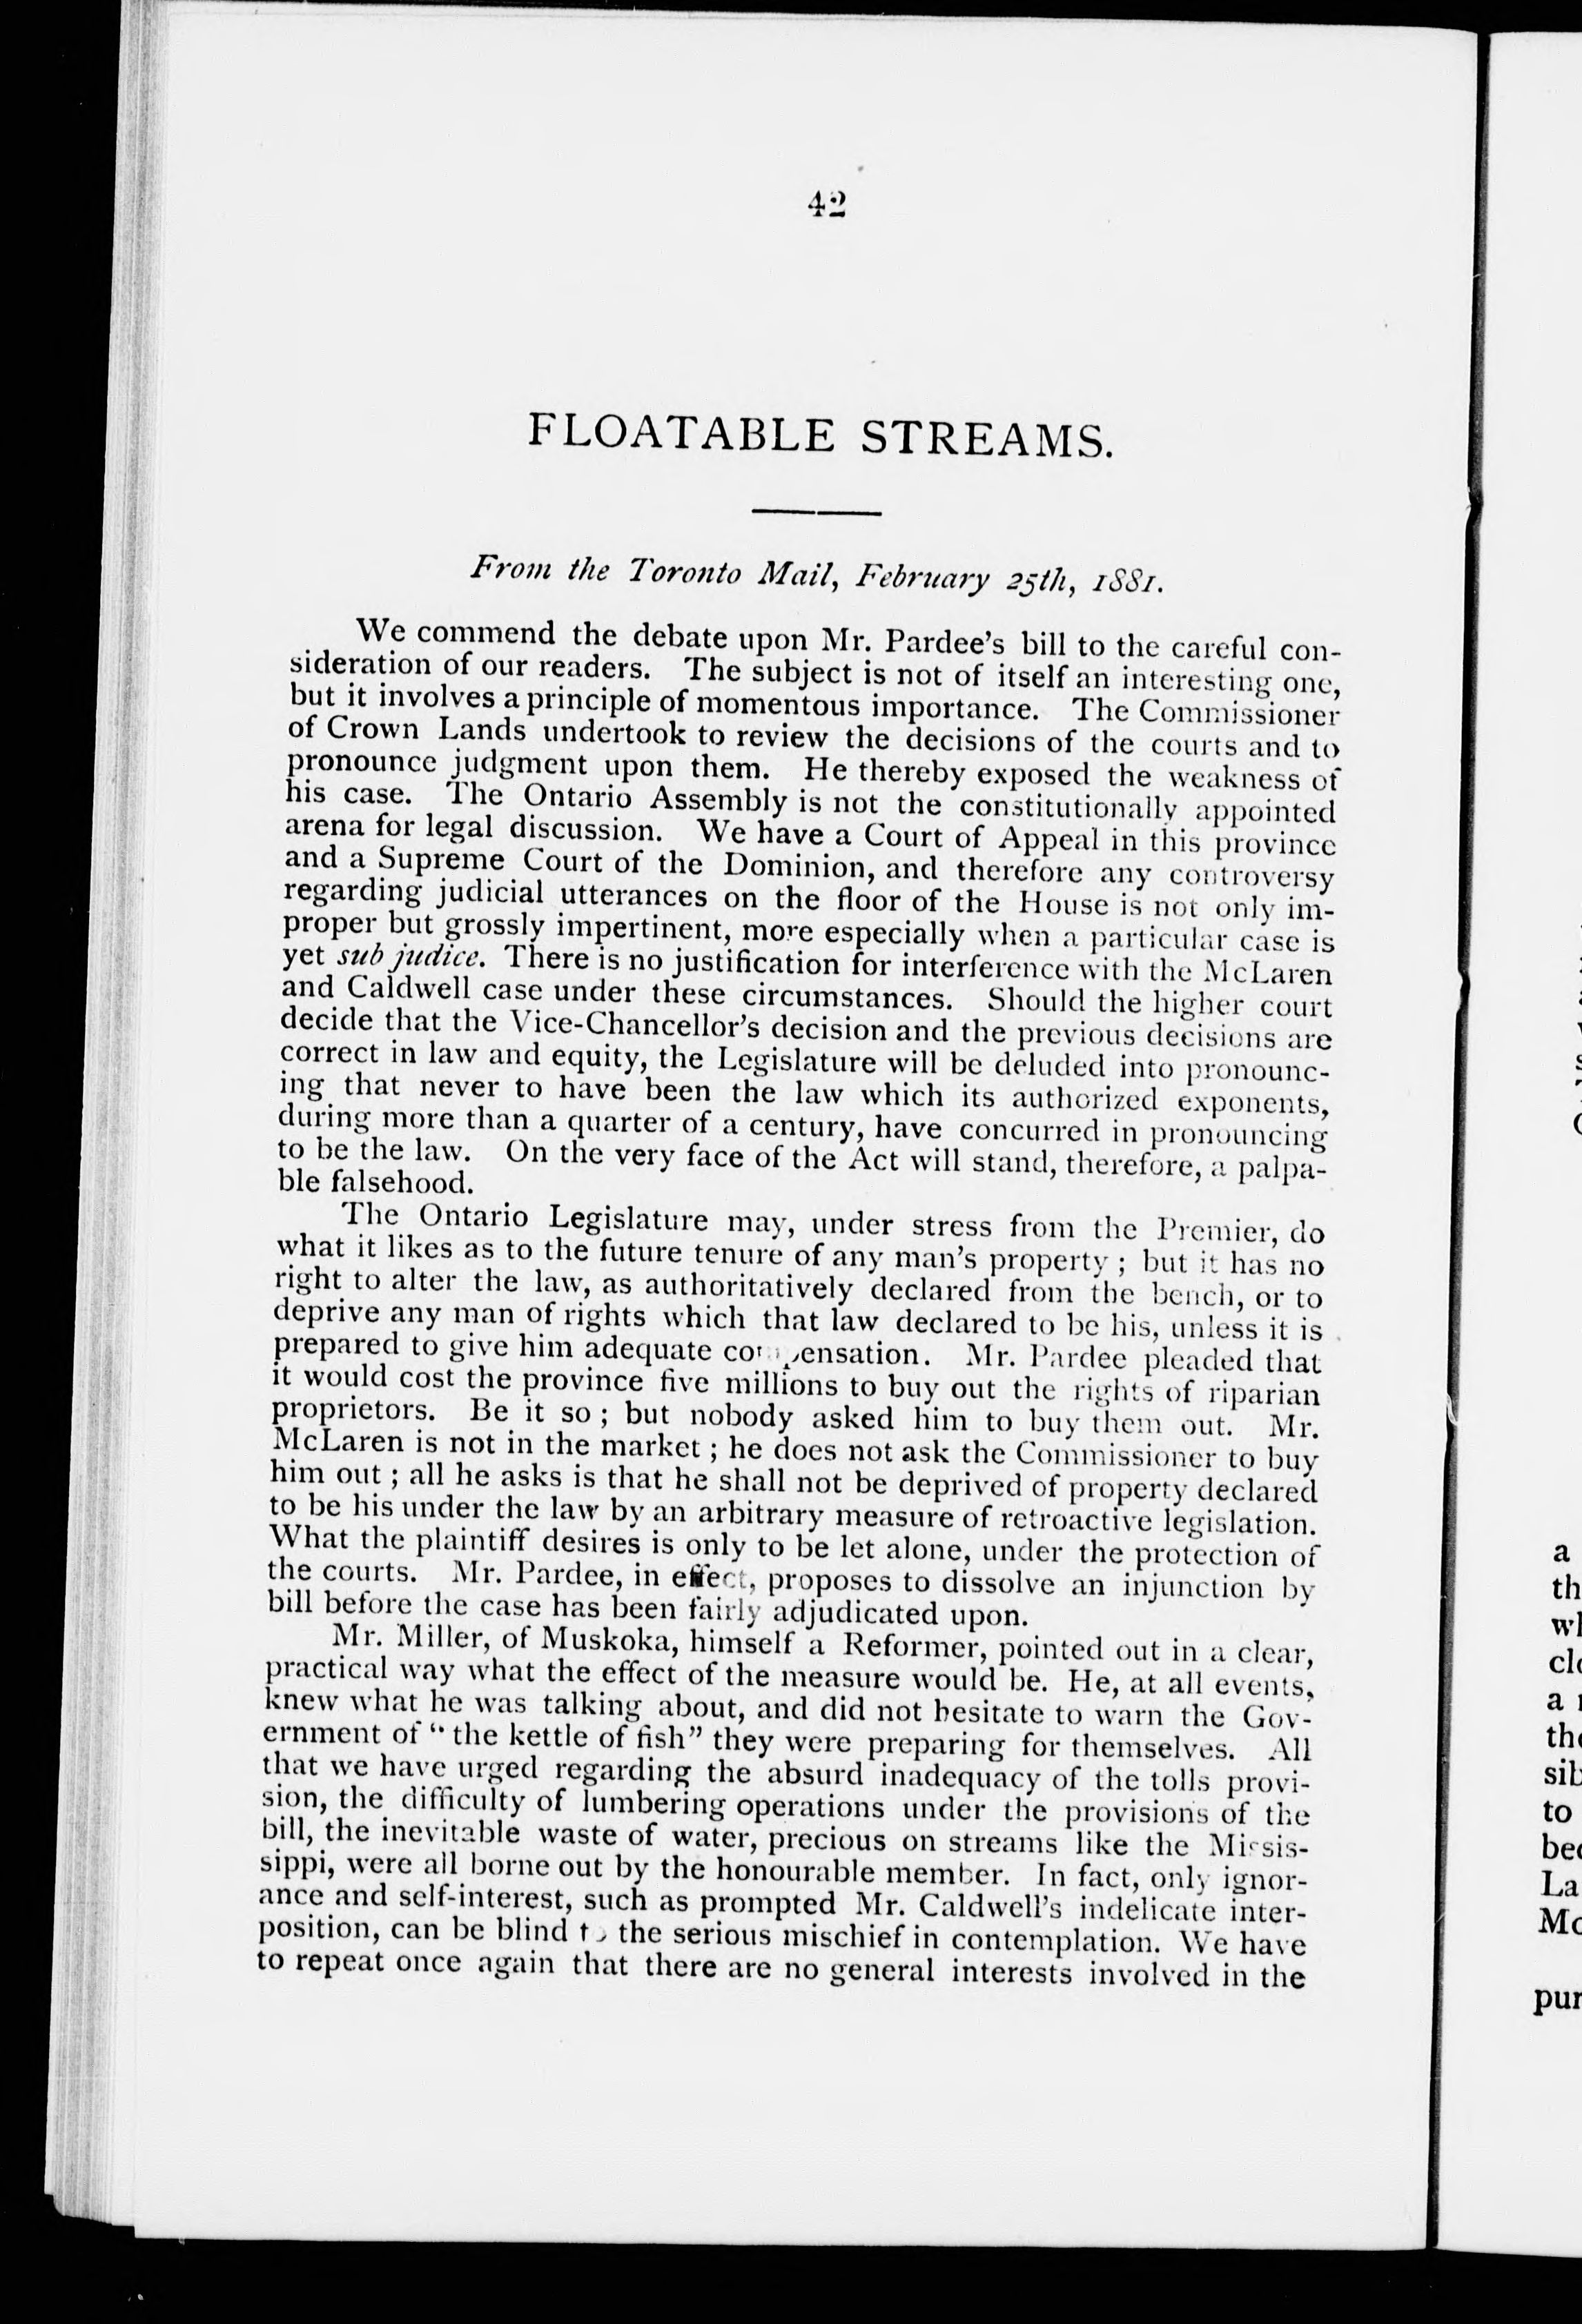 42
FLOATABLE STREAMS.
From the Toronto Mail, February 25th, 1881.
We commend the debate upon Mr. Pardee's bill to the careful con-
sideration of our readers. The subject is not of itself an interesting one,
but it involves a principle of momentous importance. The Commissioner
of Crown Lands undertook to review the decisions of the courts and to
pronounce judgment upon them. He thereby exposed the weakness of
his case. The Ontario Assembly is not the constitutionally appointed
arena for legal discussion. We have a Court of Appeal in this province
and a Supreme Court of the Dominion, and therefore any controversy
regarding judicial utterances on the floor of the House is not only im-
proper but grossly impertinent, more especially when a particular case is
yet sub judice. There is no justification for interference with the McLaren
and Caldwell case under these circumstances. Should the higher court
decide that the Vice-Chancellor's decision and the previous decisions are
correct in law and equity, the Legislature will be deluded into pronounc-
ing that never to have been the law which its authorized exponents,
during more than a quarter of a century, have concurred in pronouncing
to be the law. On the very face of the Act will stand, therefore, a palpa-
ble falsehood.
The Ontario Legislature may, under stress from the Premier, do
what it likes as to the future tenure of any man's property ; but it has no
right to alter the law, as authoritatively declared from the bench, or to
deprive any man of rights which that law declared to be his, unless it is
prepared to give him adequate compensation. Mr. Pardee pleaded that
it would cost the province five millions to buy out the rights of riparian
proprietors. Be it so ; but nobody asked him to buy them out. Mr.
McLaren is not in the market ; he does not ask the Commissioner to buy
him out ; all he asks is that he shall not be deprived of property declared
to be his under the law by an arbitrary measure of retroactive legislation.
What the plaintiff desires is only to be let alone, under the protection of
the courts. Mr. Pardee, in effect, proposes to dissolve an injunction by
bill before the case has been fairly adjudicated upon.
Mr. Miller, of Muskoka, himself a Reformer, pointed out in a clear,
practical way what the effect of the measure would be. He, at all events,
knew what he was talking about, and did not hesitate to warn the Gov-
ernment of "the kettle of fish" they were preparing for themselves. All
that we have urged regarding the absurd inadequacy of the tolls provi-
sion, the difficulty of lumbering operations under the provisions of the
bill, the inevitable waste of water, precious on streams like the Missis-
sippi, were all borne out by the honourable member. In fact, only ignor-
ance and self-interest, such as prompted Mr. Caldwell's indelicate inter-
position, can be blind to the serious mischief in contemplation. We have
to repeat once again that there are no general interests involved in the
a
th
wh
clo
a
the
sib
to
bec
La
Mc
pur